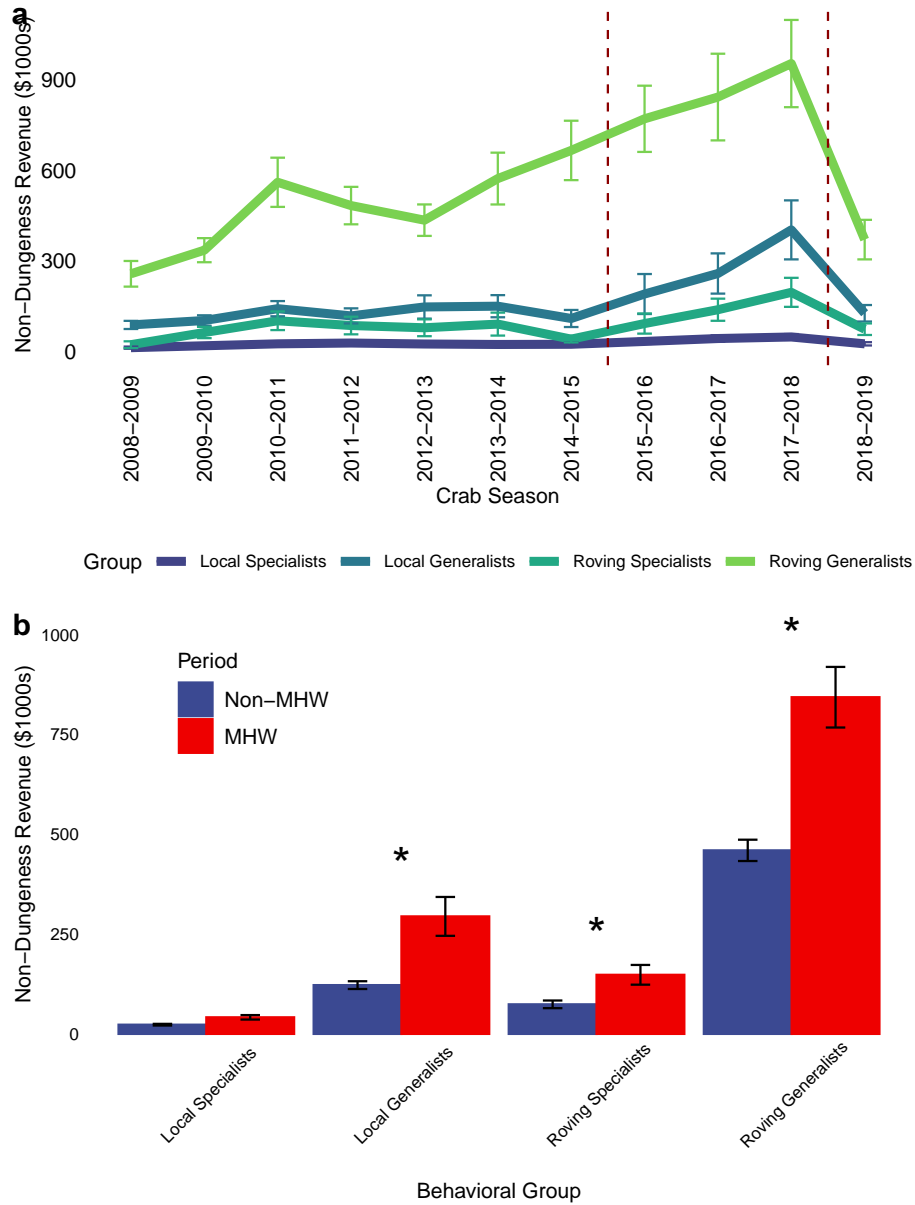 a
Non−Dungeness Revenue ($1000s)
900
600
300
0
2008−2009
2009−2010
2010−2011
2011−2012
2012−2013
2013−2014
2014−2015
2015−2016
2016−2017
2017−2018
2018−2019
Crab Season
Group Local Specialists Local Generalists Roving Specialists Roving Generalists
b
Non−Dungeness Revenue ($1000s)
1000
750
500
250
0
Period
Non−MHW
MHW
*
*
*
Local Specialists
Local Generalists
Roving Specialists
Roving Generalists
Behavioral Group